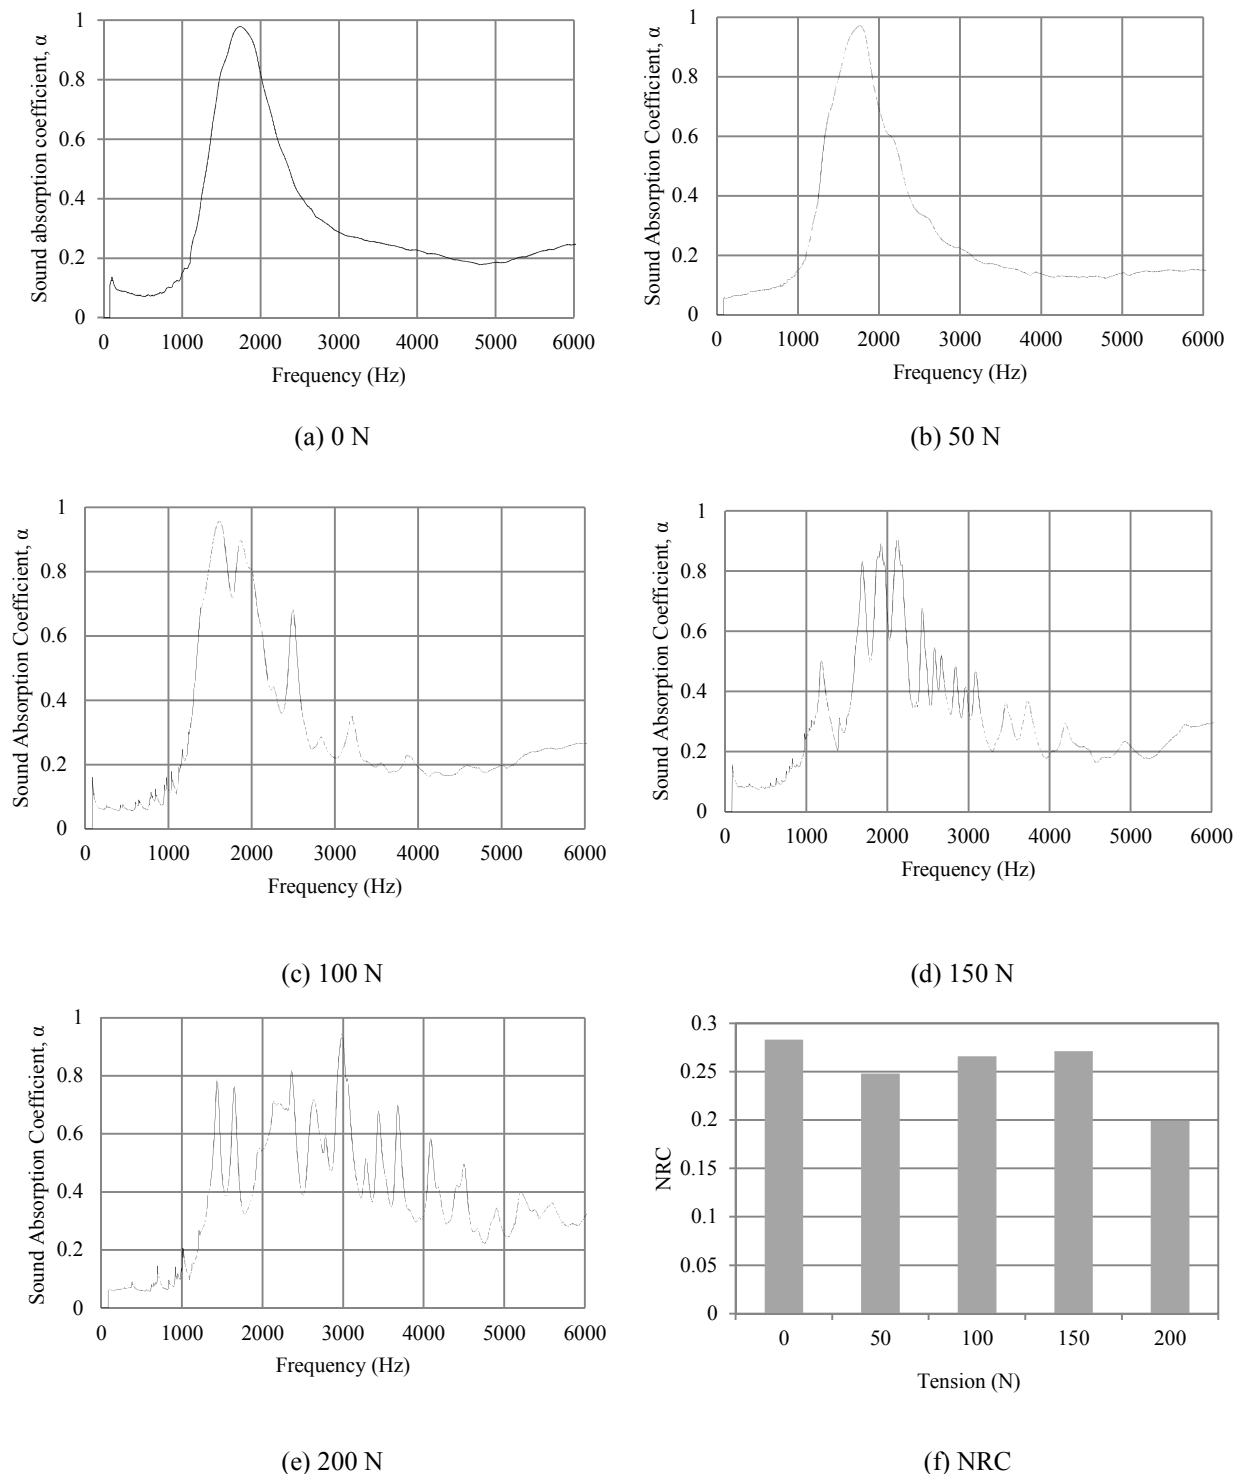 Sound absorption coefficient, α
1
0.8
0.6
0.4
0.2
0
0 1000 2000 3000 4000 5000 6000
Frequency (Hz)
(a) 0 N
Sound Absorption Coefficient, α
1
0.8
0.6
0.4
0.2
0
0 1000 2000 3000 4000 5000 6000
Frequency (Hz)
(b) 50 N
Sound Absorption Coefficient, α
1
0.8
0.6
0.4
0.2
0
0 1000 2000 3000 4000 5000 6000
Frequency (Hz)
(c) 100 N
Sound Absorption Coefficient, α
1
0.8
0.6
0.4
0.2
0
0 1000 2000 3000 4000 5000 6000
Frequency (Hz)
(d) 150 N
Sound Absorption Coefficient, α
1
0.8
0.6
0.4
0.2
0
0 1000 2000 3000 4000 5000 6000
Frequency (Hz)
(e) 200 N
NRC
0.3
0.25
0.2
0.15
0.1
0.05
0
0 50 100 150 200
Tension (N)
(f) NRC